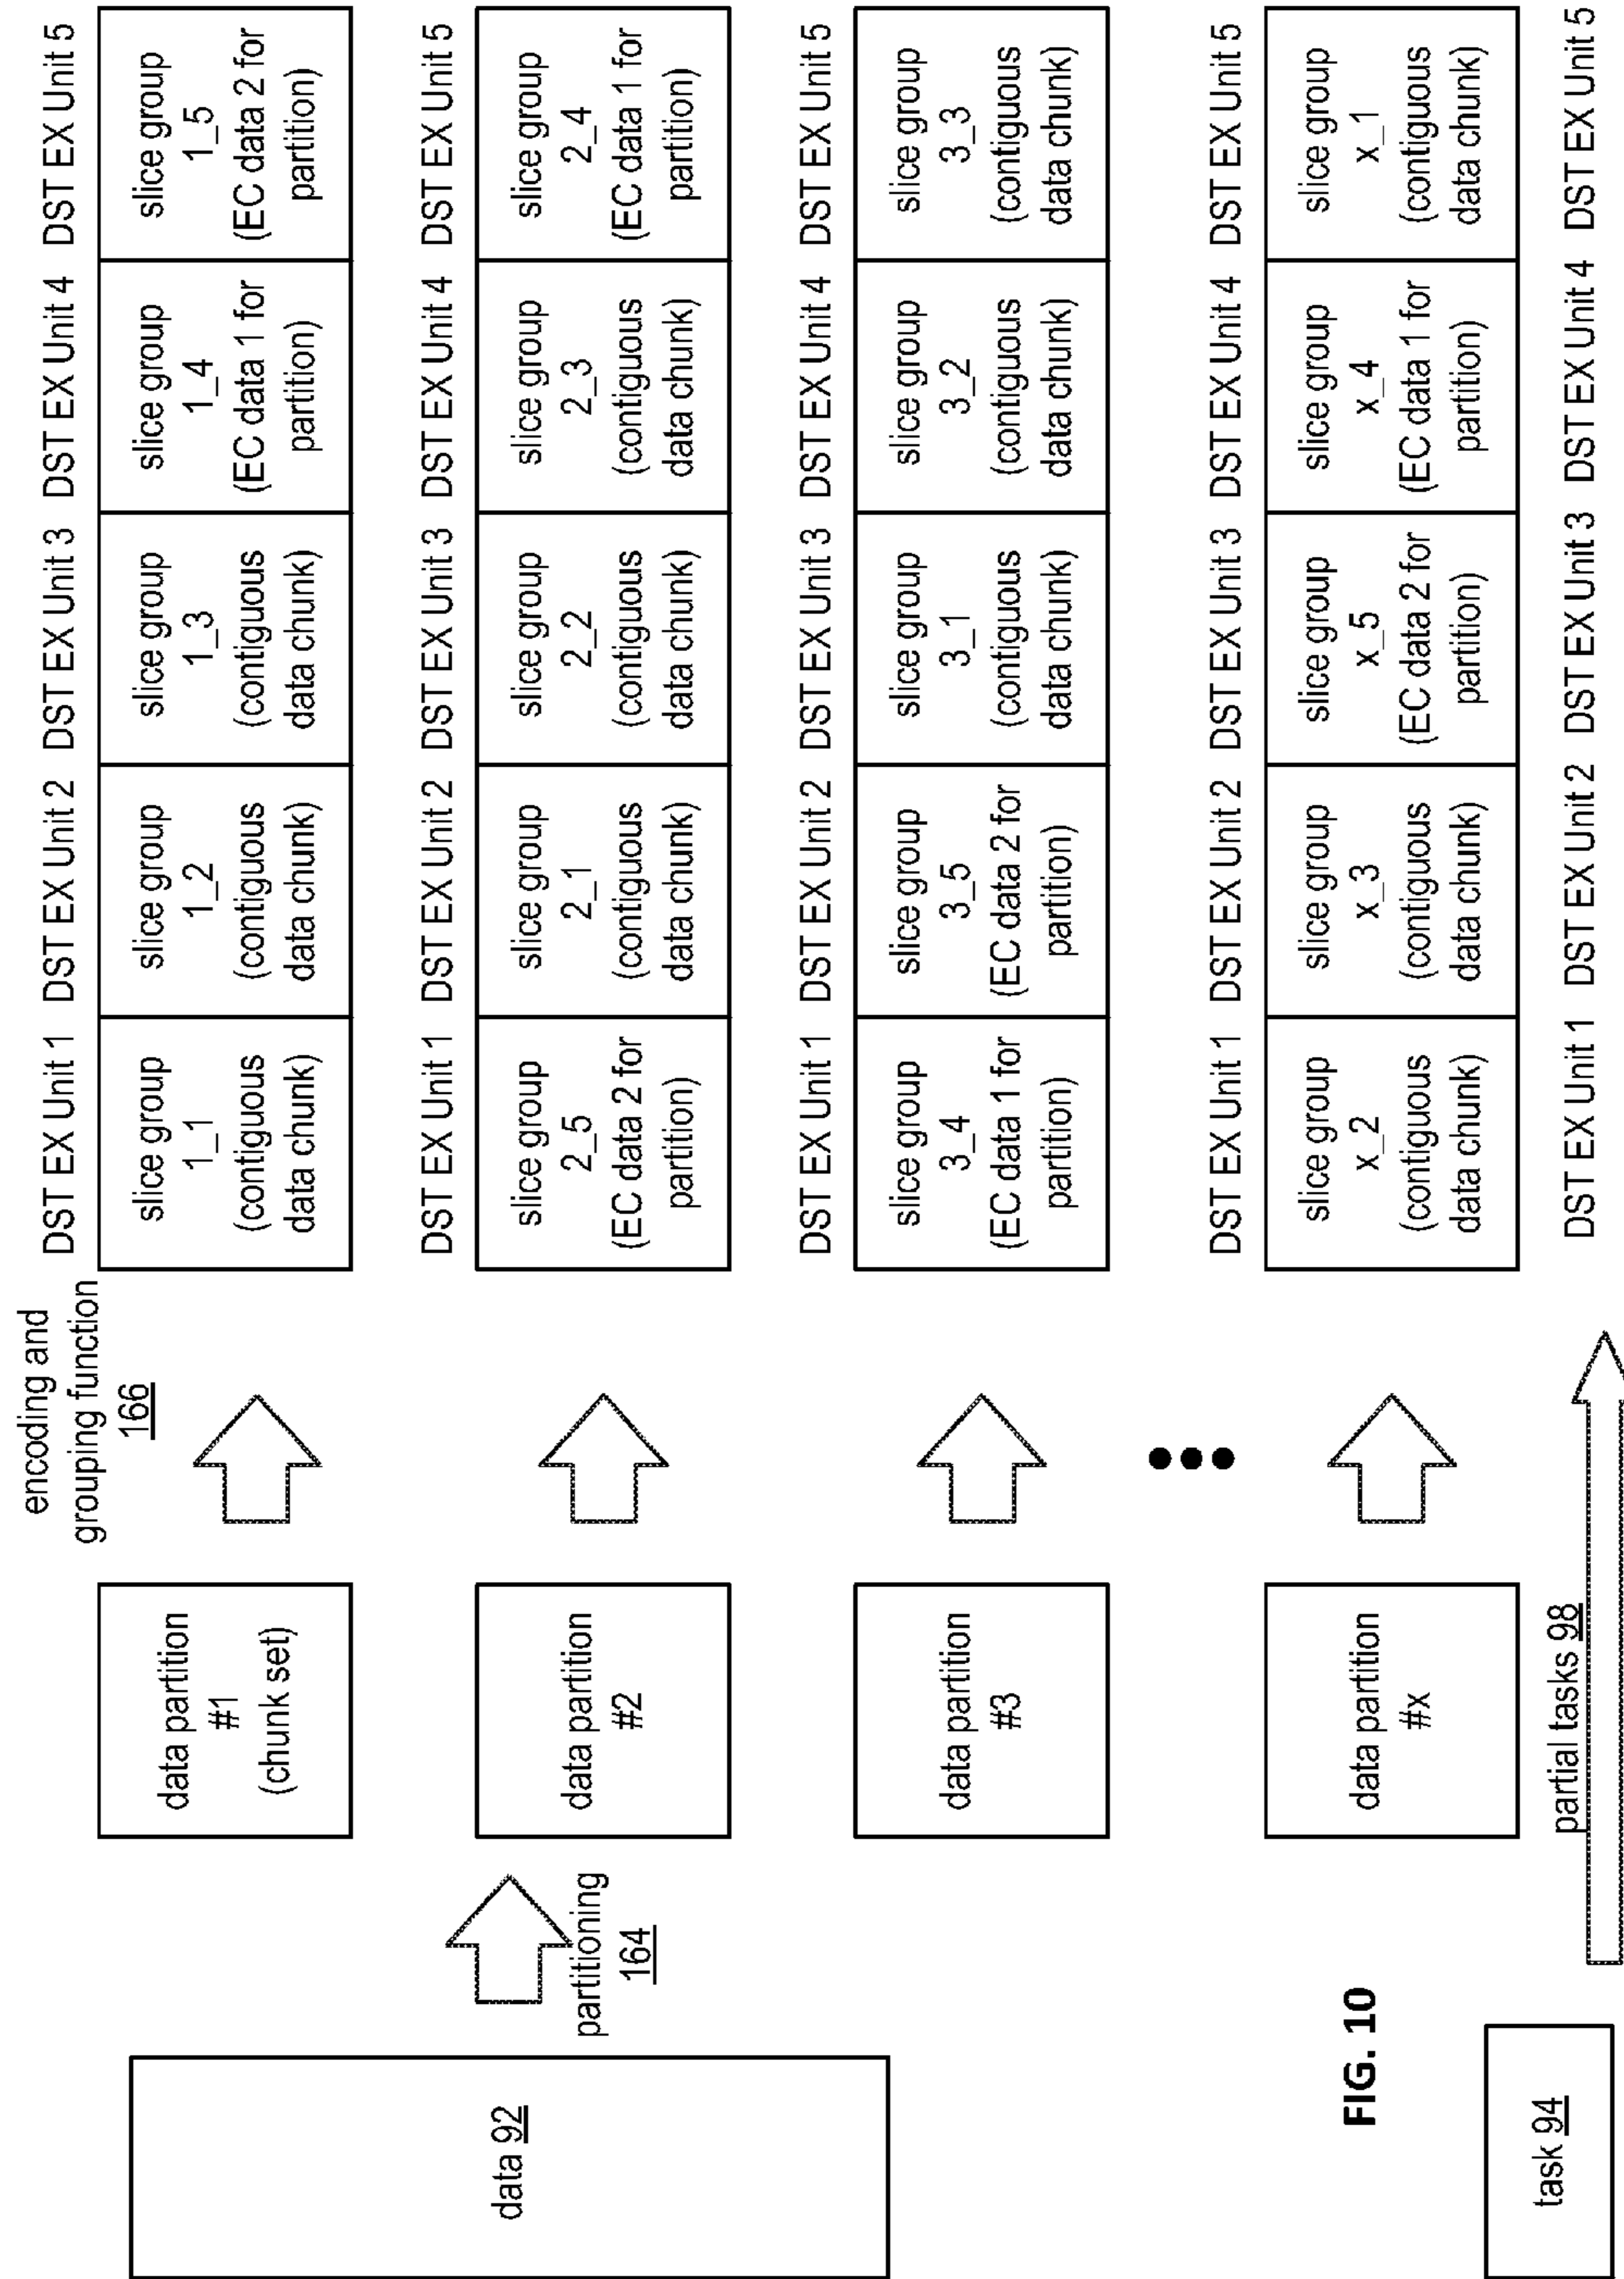 encoding and
grouping function
166
data 92
partitioning
164
data partition
#1
(chunk set)
DST EX Unit 1 DST EX Unit 2 DST EX Unit 3 DST EX Unit 4 DST EX Unit 5
slice group
1_1
(contiguous
data chunk)
slice group
1_2
(contiguous
data chunk)
slice group
1_3
(contiguous
data chunk)
slice group
1_4
(EC data 1 for
partition)
slice group
1_5
(EC data 2 for
partition)
data partition
#2
DST EX Unit 1 DST EX Unit 2 DST EX Unit 3 DST EX Unit 4 DST EX Unit 5
slice group
2_5
(EC data 2 for
partition)
slice group
2_1
(contiguous
data chunk)
slice group
2_2
(contiguous
data chunk)
slice group
2_3
(contiguous
data chunk)
slice group
2_4
(EC data 1 for
partition)
data partition
#3
DST EX Unit 1 DST EX Unit 2 DST EX Unit 3 DST EX Unit 4 DST EX Unit 5
slice group
3_4
(EC data 1 for
partition)
slice group
3_5
(EC data 2 for
partition)
slice group
3_1
(contiguous
data chunk)
slice group
3_2
(contiguous
data chunk)
slice group
3_3
(contiguous
data chunk)
data partition
#x
DST EX Unit 1 DST EX Unit 2 DST EX Unit 3 DST EX Unit 4 DST EX Unit 5
slice group
x_2
(contiguous
data chunk)
slice group
x_3
(contiguous
data chunk)
slice group
x_5
(EC data 2 for
partition)
slice group
x_4
(EC data 1 for
partition)
slice group
x_1
(contiguous
data chunk)
FIG. 10
task 94
partial tasks 98
DST EX Unit 1 DST EX Unit 2 DST EX Unit 3 DST EX Unit 4 DST EX Unit 5